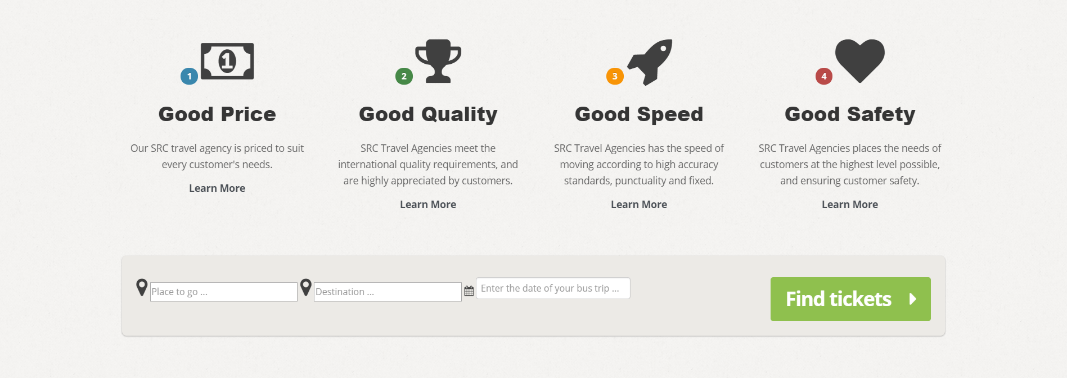 1
1
Good Price
Our SRC travel agency is priced to suit
every customer's needs.
Learn More
2
Good Quality
SRC Travel Agencies meet the
international quality requirements, and
are highly appreciated by customers.
Learn More
3
Good Speed
SRC Travel Agencies has the speed of
moving according to high accuracy
standards, punctuality and fixed.
Learn More
4
Good Safety
SRC Travel Agencies places the needs of
customers at the highest level possible,
and ensuring customer safety.
Learn More
Place to go ...
Destination ...
Enter the date of your bus trip ...
Find tickets